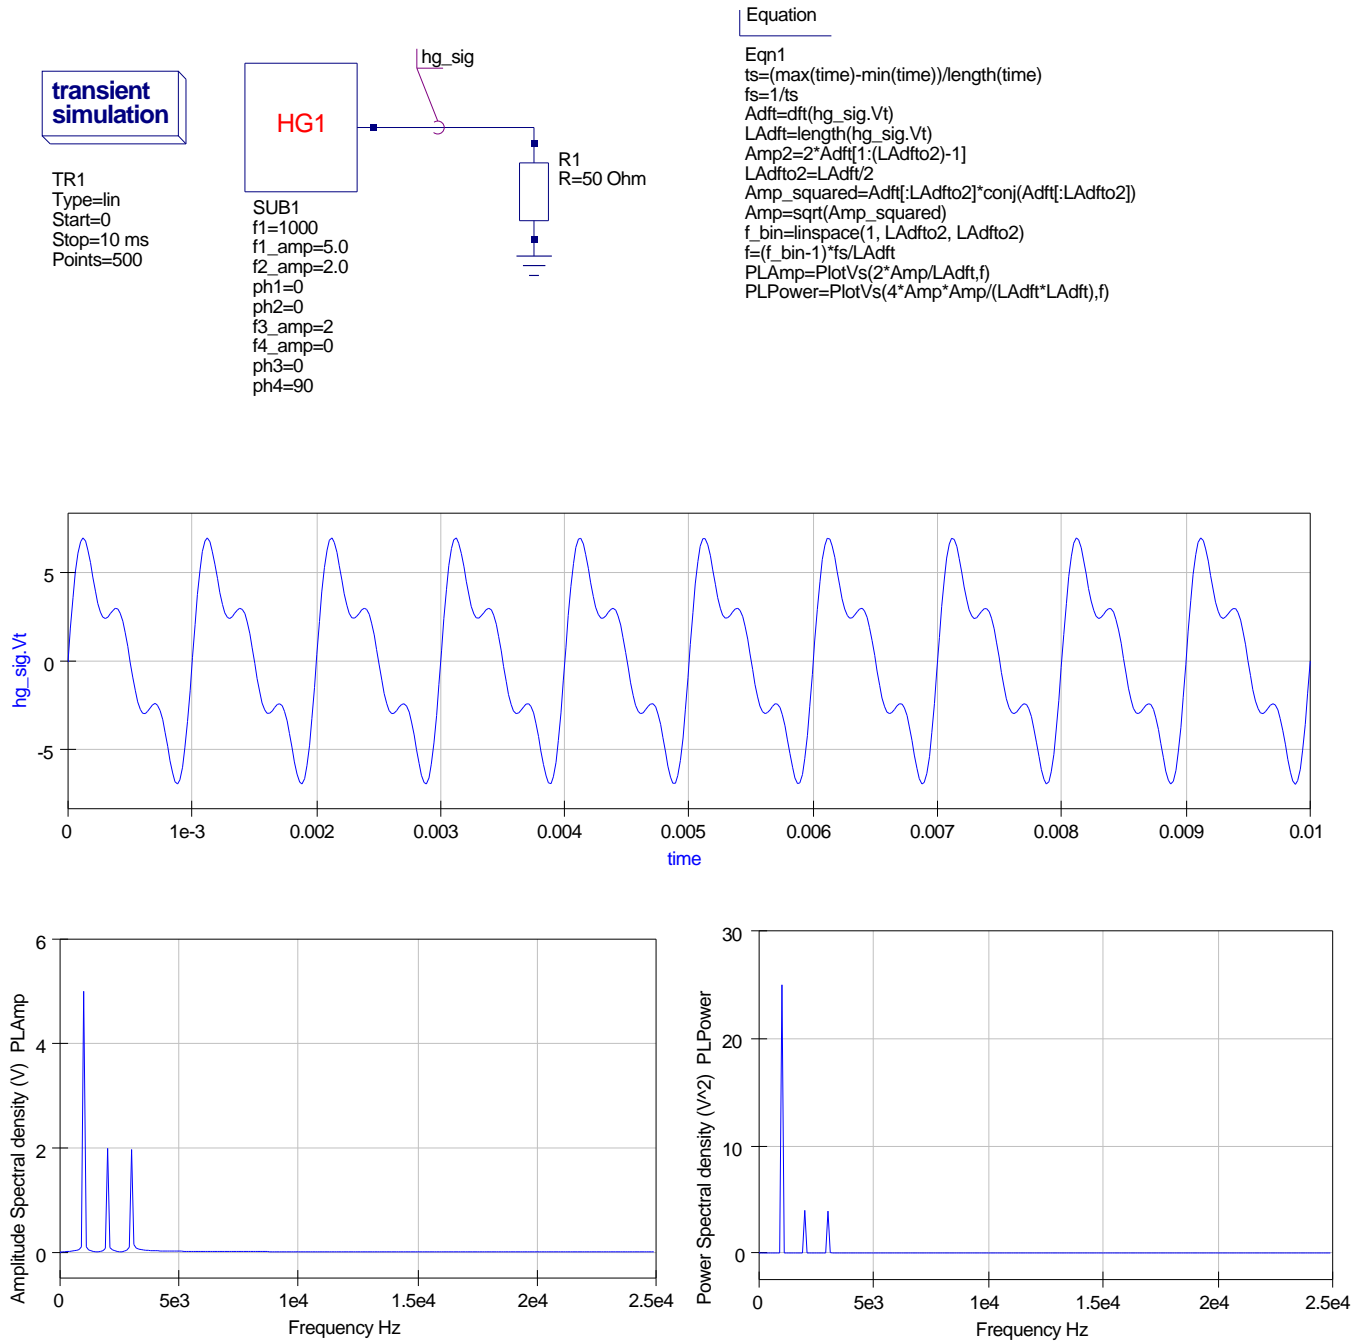 transient
simulation
TR1
Type=lin
Start=0
Stop=10 ms
Points=500
HG1
SUB1
f1=1000
f1_amp=5.0
f2_amp=2.0
ph1=0
ph2=0
f3_amp=2
f4_amp=0
ph3=0
ph4=90
hg_sig
R1
R=50 Ohm
Equation
Eqn1
ts=(max(time)-min(time))/length(time)
fs=1/ts
Adft=dft(hg_sig.Vt)
LAdft=length(hg_sig.Vt)
Amp2=2*Adft[1:(LAdfto2)-1]
LAdfto2=LAdft/2
Amp_squared=Adft[:LAdfto2]*conj(Adft[:LAdfto2])
Amp=sqrt(Amp_squared)
f_bin=linspace(1, LAdfto2, LAdfto2)
f=(f_bin-1)*fs/LAdft
PLAmp=PlotVs(2*Amp/LAdft,f)
PLPower=PlotVs(4*Amp*Amp/(LAdft*LAdft),f)
hg_sig.Vt
5
0
-5
0 1e-3 0.002 0.003 0.004 0.005 0.006 0.007 0.008 0.009 0.01
time
Amplitude Spectral density (V) PLAmp
6
4
2
0
0 5e3 1e4 1.5e4 2e4 2.5e4
Frequency Hz
Power Spectral density (V^2) PLPower
30
20
10
0
0 5e3 1e4 1.5e4 2e4 2.5e4
Frequency Hz